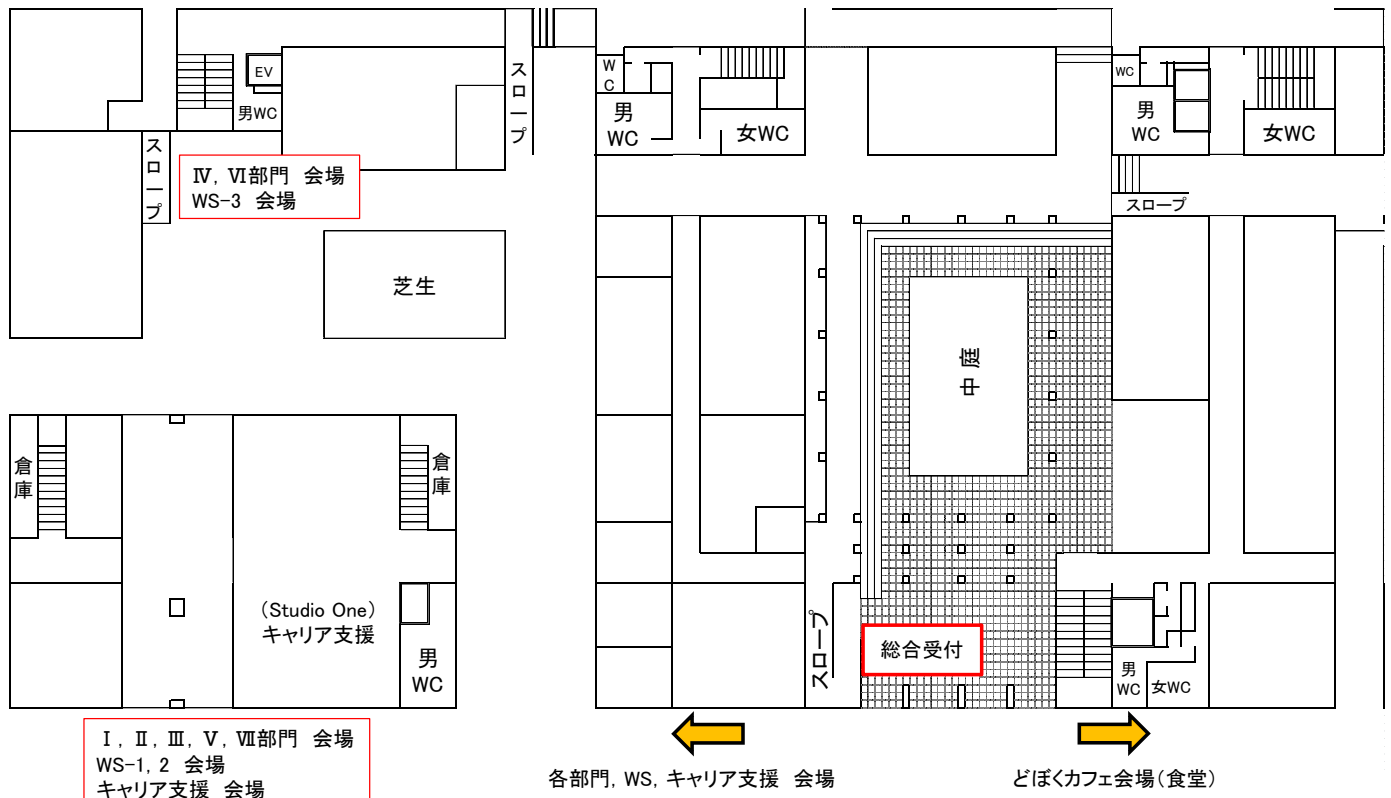 EV
男WC
スロープ
スロープ
Ⅳ, Ⅵ部門 会場
WS-3 会場
芝生
WC
男
WC
女WC
WC
男
WC
女WC
スロープ
中庭
倉庫
倉庫
(Studio One)
キャリア支援
男
WC
スロープ
総合受付
男
WC
女WC
Ⅰ, Ⅱ, Ⅲ, Ⅴ, Ⅶ部門 会場
WS-1, 2 会場
キャリア支援 会場
各部門, WS, キャリア支援 会場
どぼくカフェ会場(食堂)